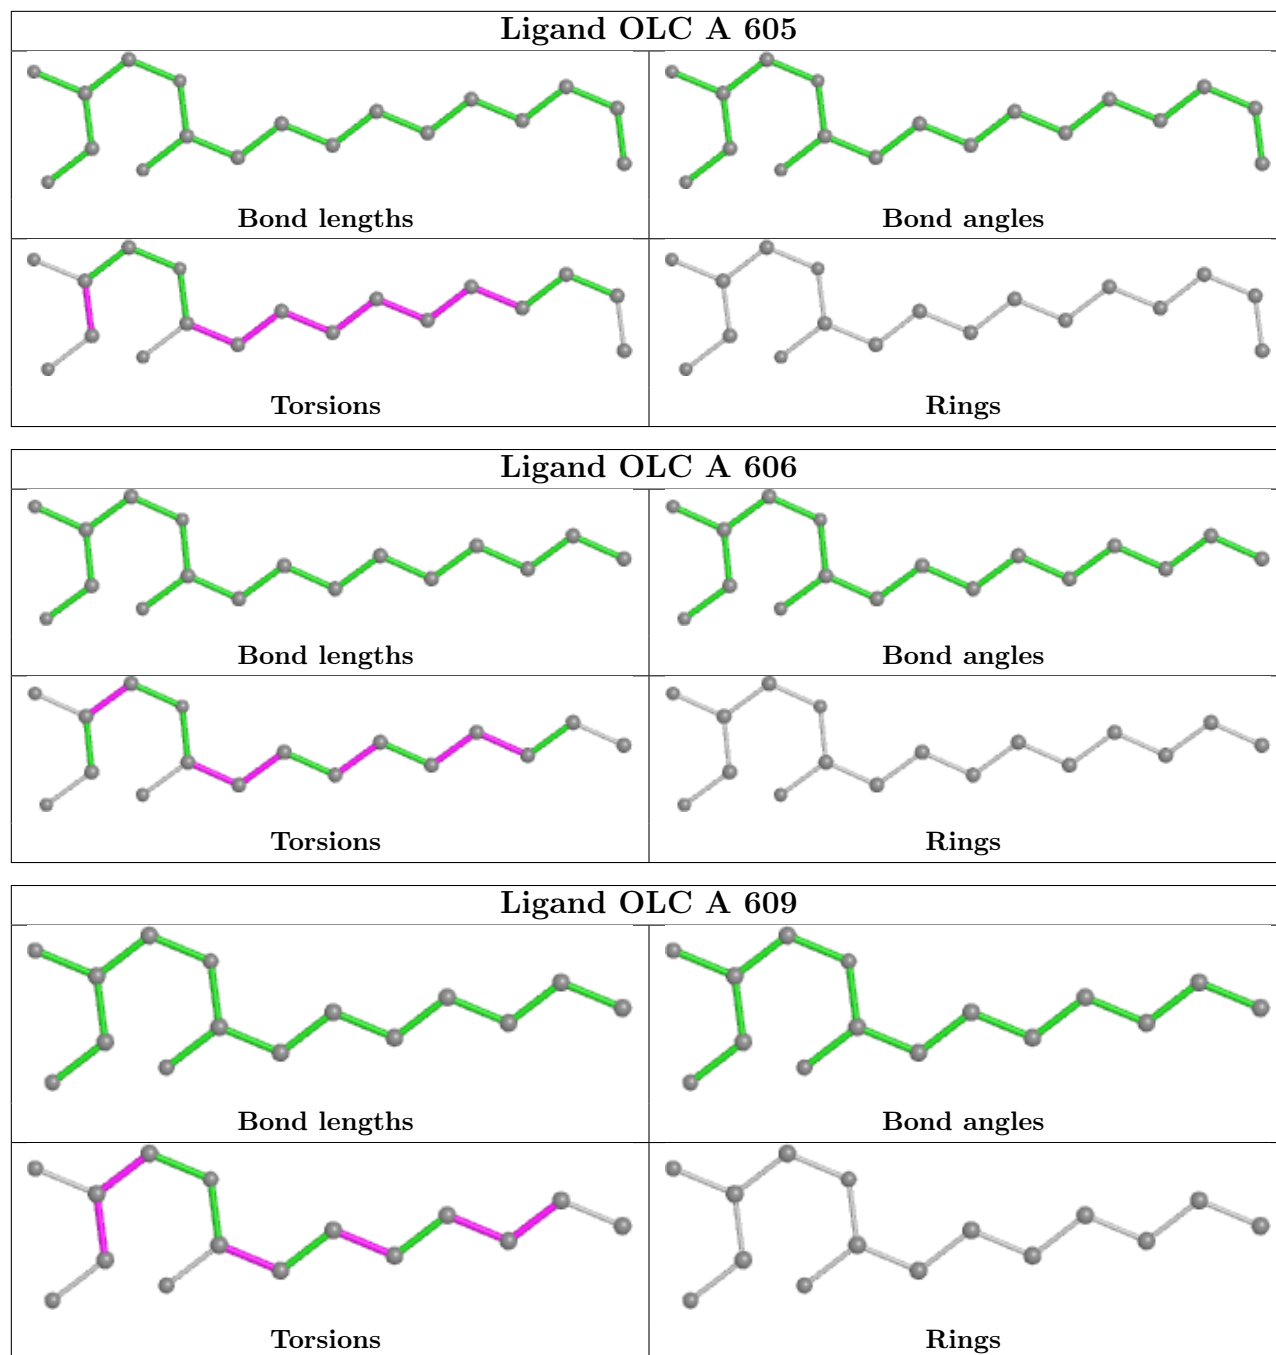 Ligand OLC A 605
Bond lengths
Bond angles
Torsions
Rings
Ligand OLC A 606
Bond lengths
Bond angles
Torsions
Rings
Ligand OLC A 609
Bond lengths
Bond angles
Torsions
Rings